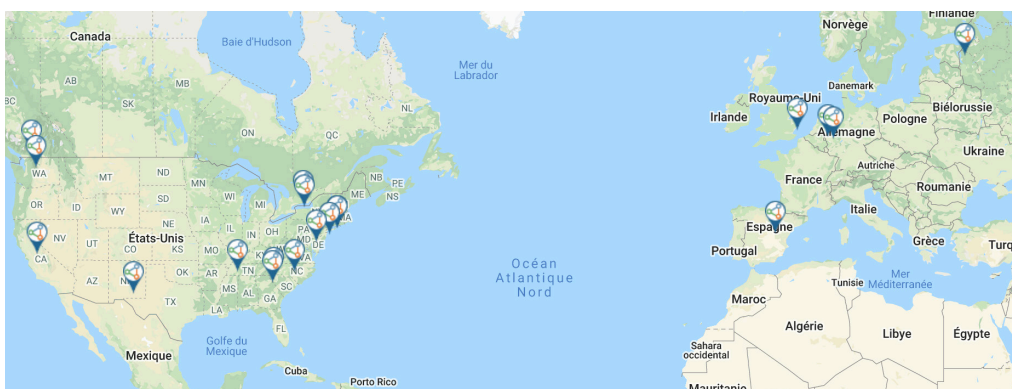 Finlande
Norvège
Canada
Baie d'Hudson
Mer du
Labrador
AB
MB
SK
BC
NL
ON
QC
Danemark
Royaume-Uni
Irlande
Biélorussie
Pologne
Allemagne
Ukraine
WA
MT
ND
MN
NB
PE
ME
NS
Autriche
France
Roumanie
OR
ID
SD
WY
WI
MI
Italie
IA
NE
PA
Espagne
Portugal
Grèce
NV
UT
États-Unis
CO
KS
MO
IL
IN
OH
MD
DE
CA
KY
VA
AZ
OK
AR
TN
NC
MS
AL
SC
GA
TX
LA
FL
Océan
Atlantique
Nord
Mer
Méditerranée
Tunisie
Maroc
Algérie
Libye
Égypte
Golfe du
Mexique
Mexique
Cuba
Porto Rico
Sahara
occidental